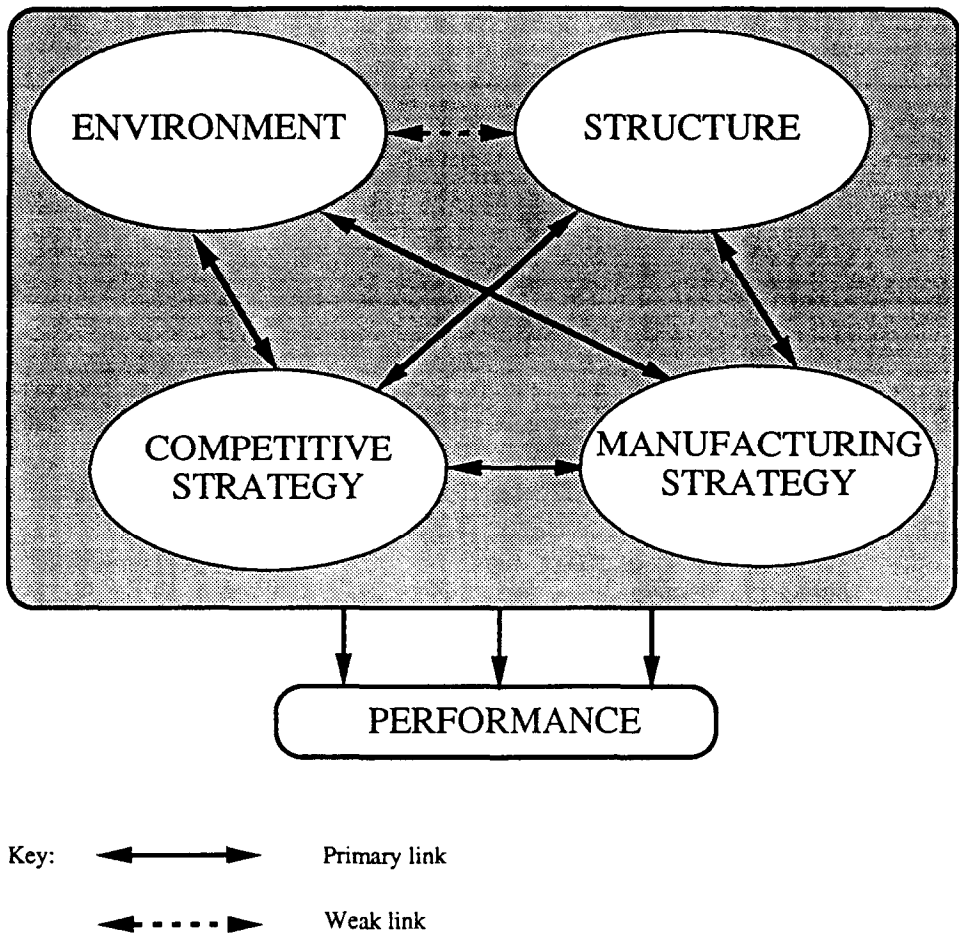 ENVIRONMENT
STRUCTURE
COMPETITIVE
STRATEGY
MANUFACTURING
STRATEGY
PERFORMANCE
Key:
Primary link
Weak link